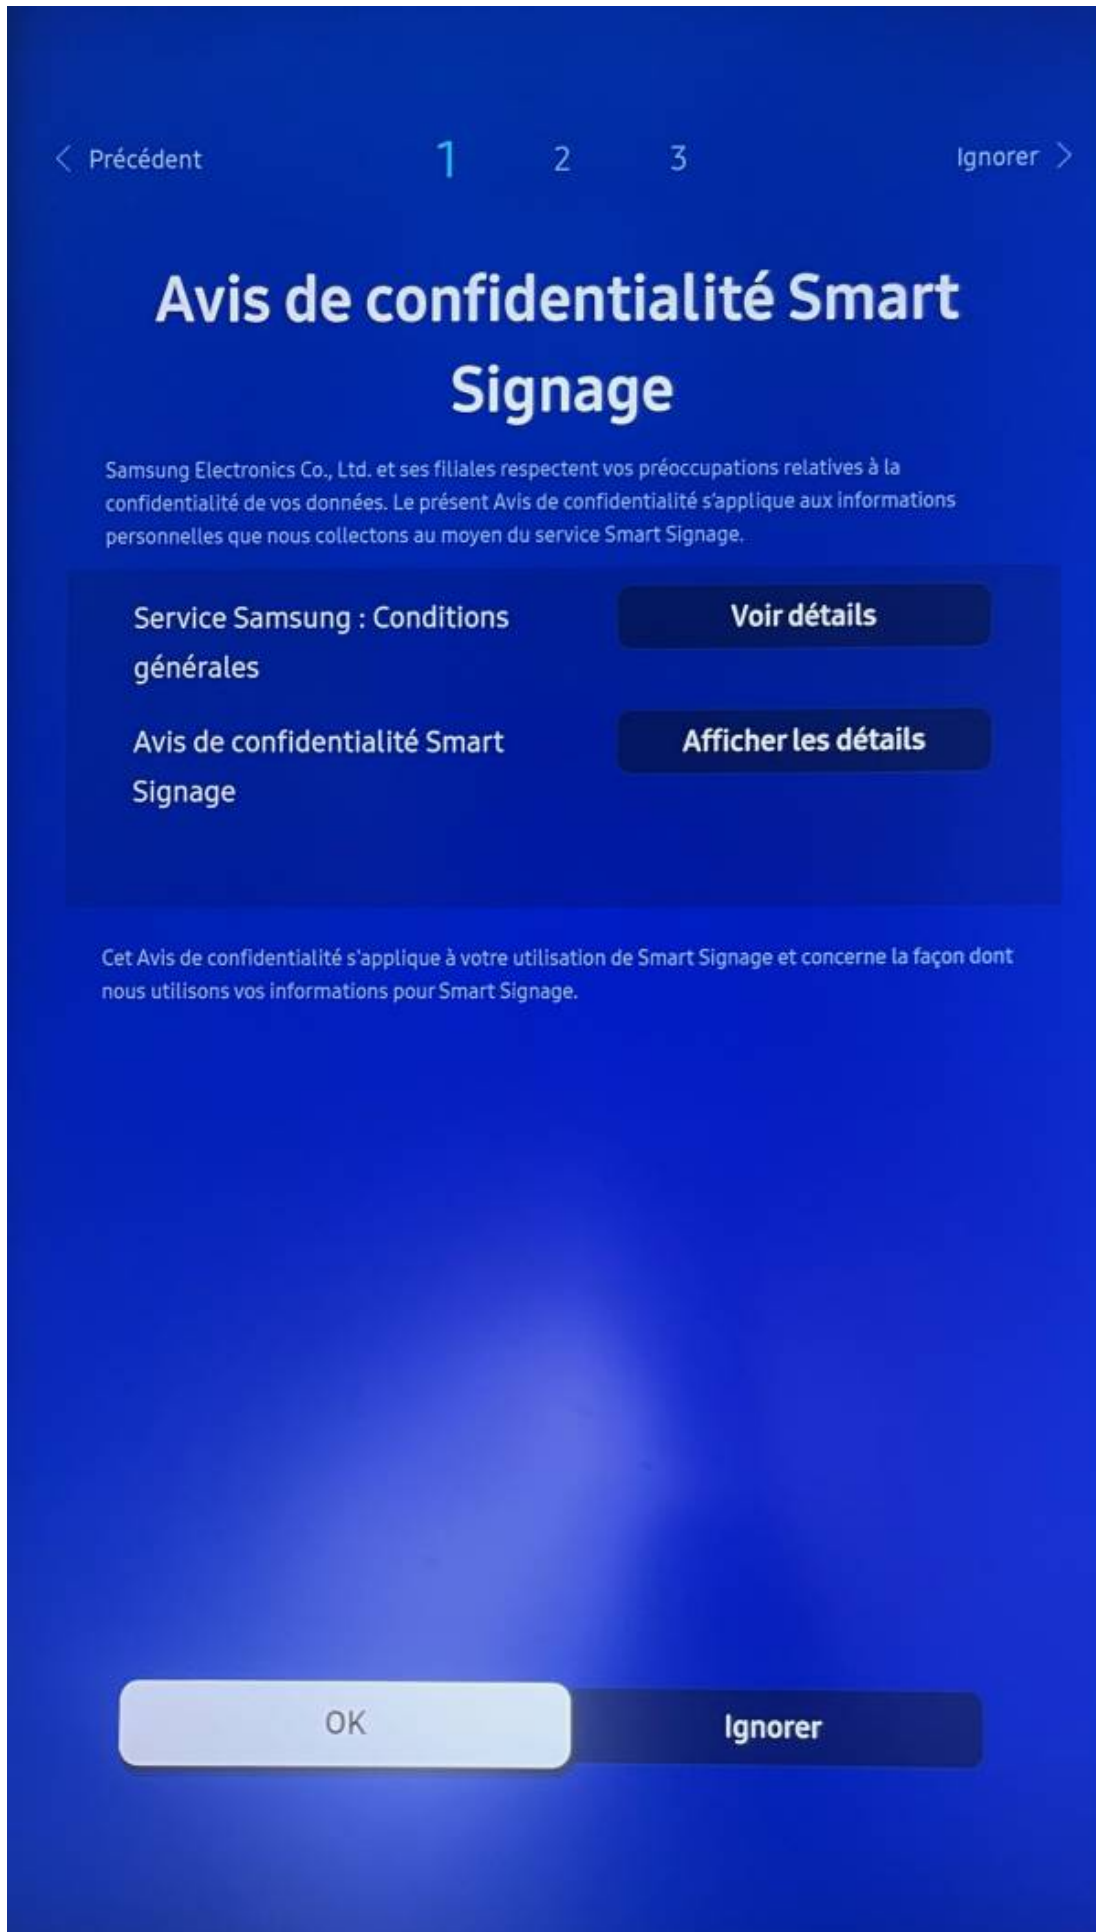 Précédent 1 2 3 Ignorer
Avis de confidentialité Smart
Signage
Samsung Electronics Co., Ltd. et ses filiales respectent vos préoccupations relatives à la
confidentialité de vos données. Le présent Avis de confidentialité s'applique aux informations
personnelles que nous collectons au moyen du service Smart Signage.
Service Samsung : Conditions
générales
Voir détails
Avis de confidentialité Smart
Signage
Afficher les détails
Cet Avis de confidentialité s'applique à votre utilisation de Smart Signage et concerne la façon dont
nous utilisons vos informations pour Smart Signage.
OK Ignorer